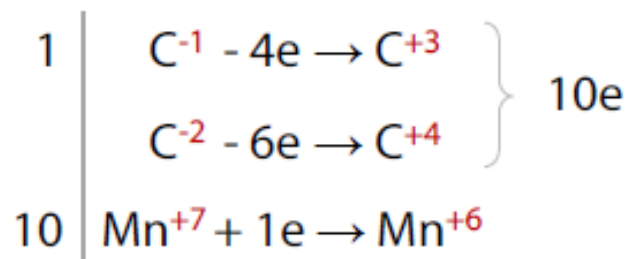 1 C⁻¹ - 4e → C⁺³
C⁻² - 6e → C⁺⁴
10e
10 Mn⁺⁷ + 1e → Mn⁺⁶